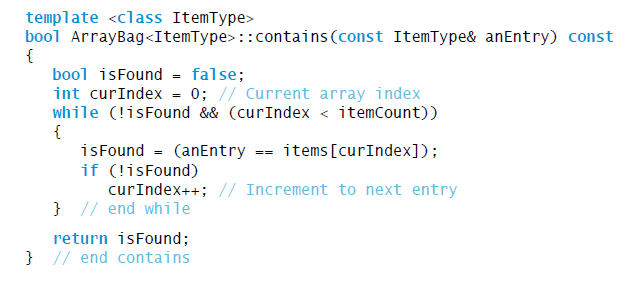 template <class ItemType>
bool ArrayBag<ItemType>::contains(const ItemType& anEntry) const
{
   bool isFound = false;
   int curIndex = 0; // Current array index
   while (!isFound && (curIndex < itemCount))
   {
      isFound = (anEntry == items[curIndex]);
      if (!isFound)
         curIndex++; // Increment to next entry
   }  // end while
   return isFound;
}  // end contains